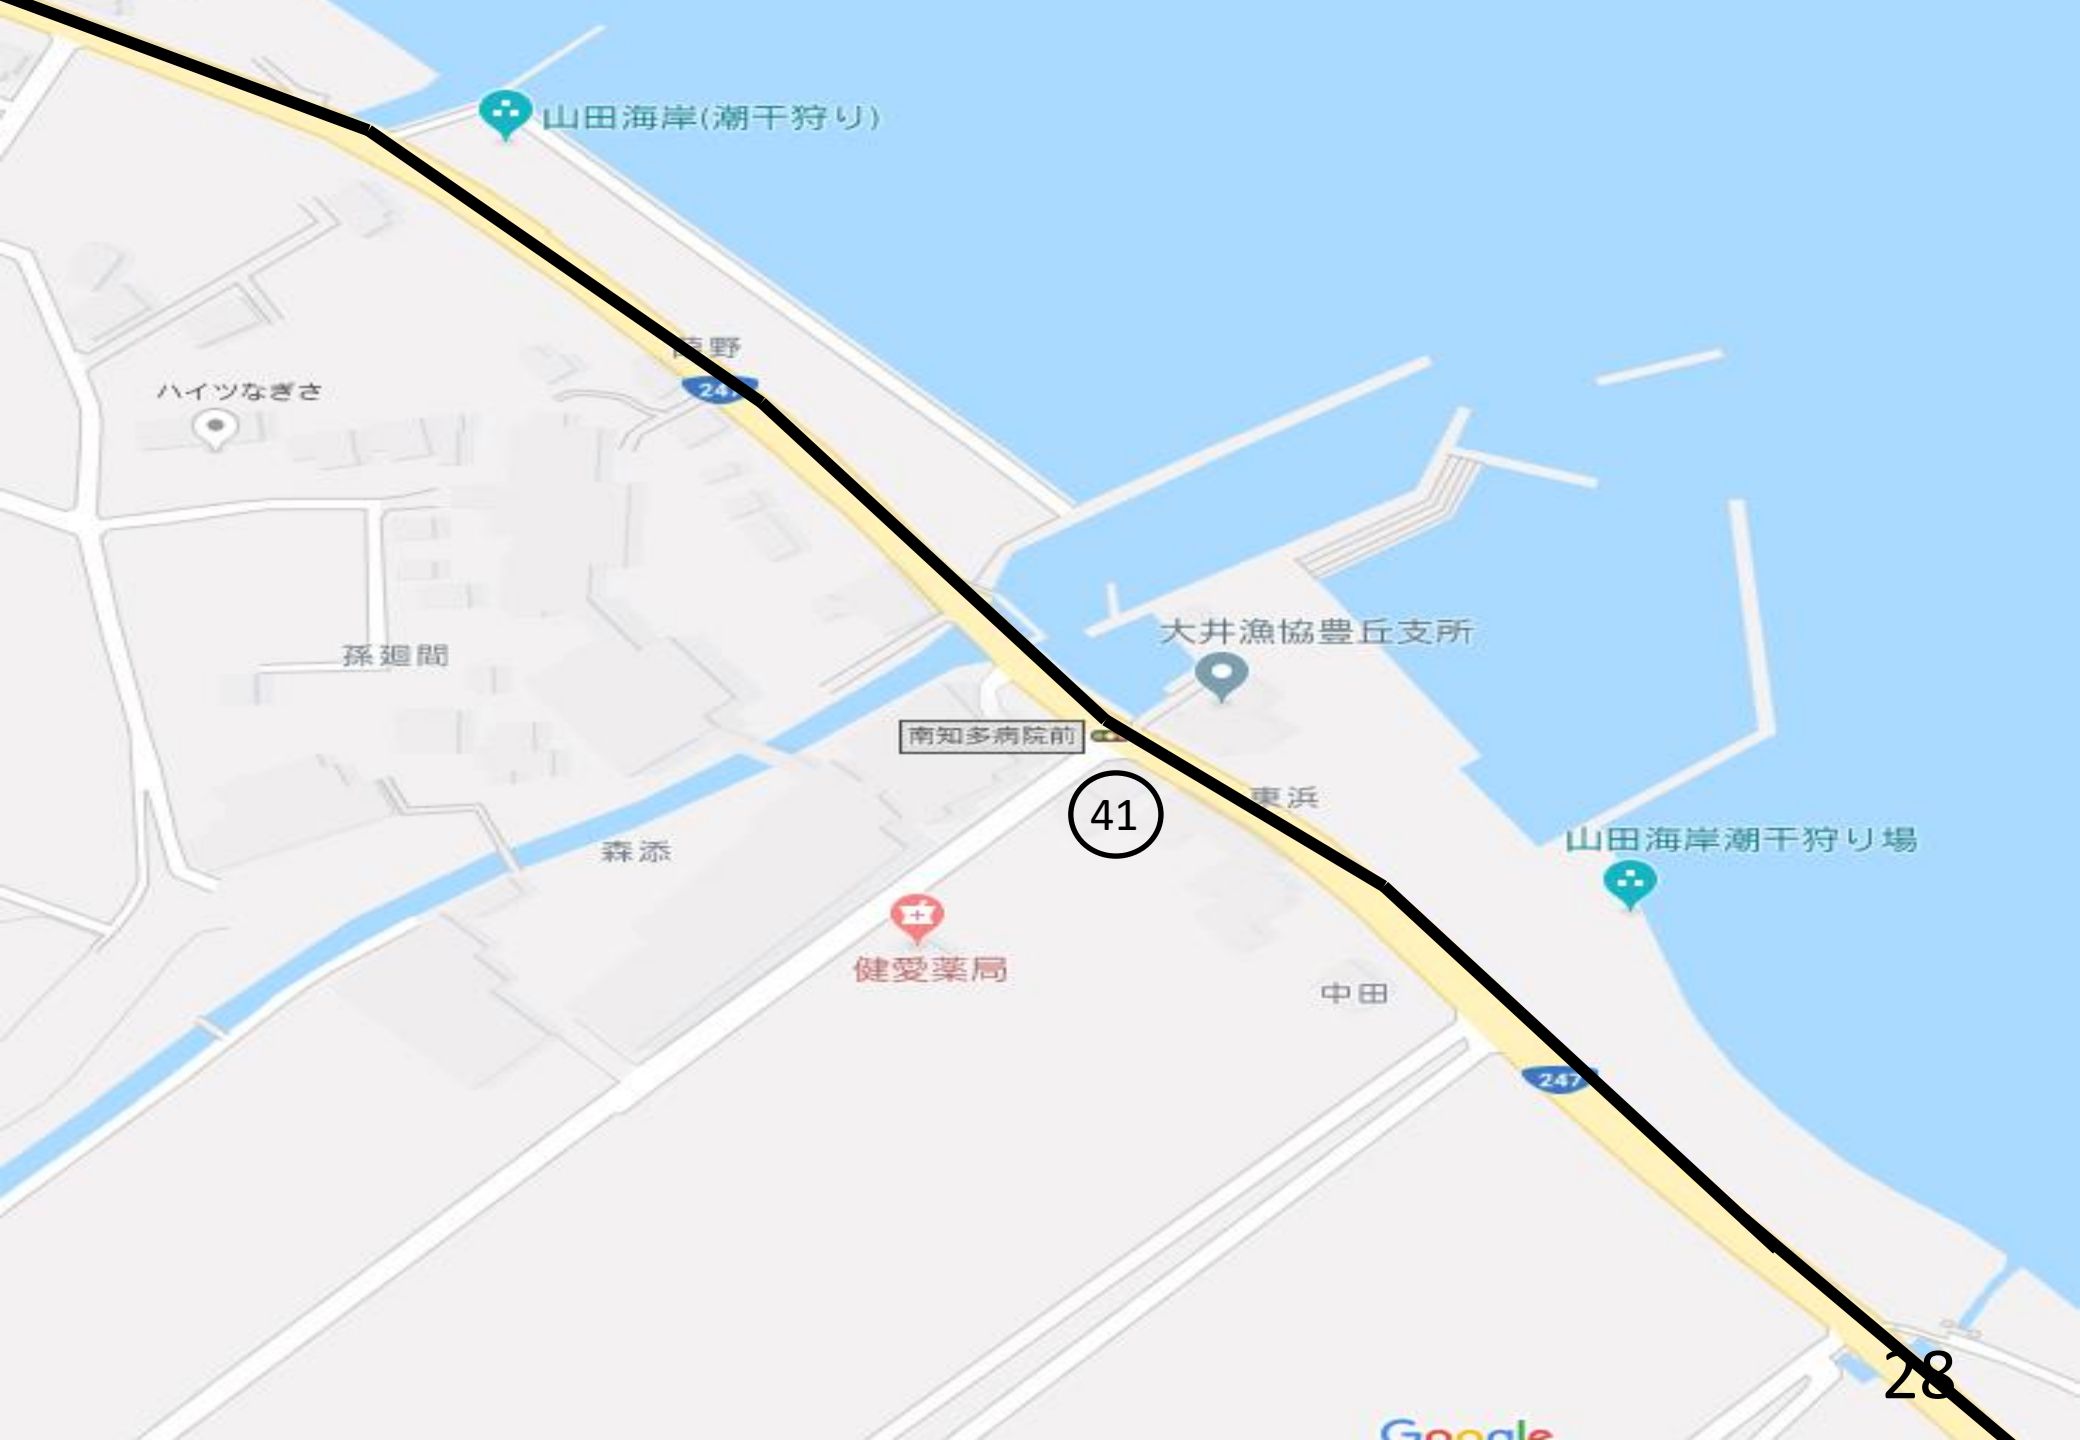 山田海岸(潮干狩り)
野
ハイツなぎさ
大井漁協豊丘支所
孫廻間
南知多病院前
東浜
41
山田海岸潮干狩り場
森添
健愛薬局
中田
247
28
Google